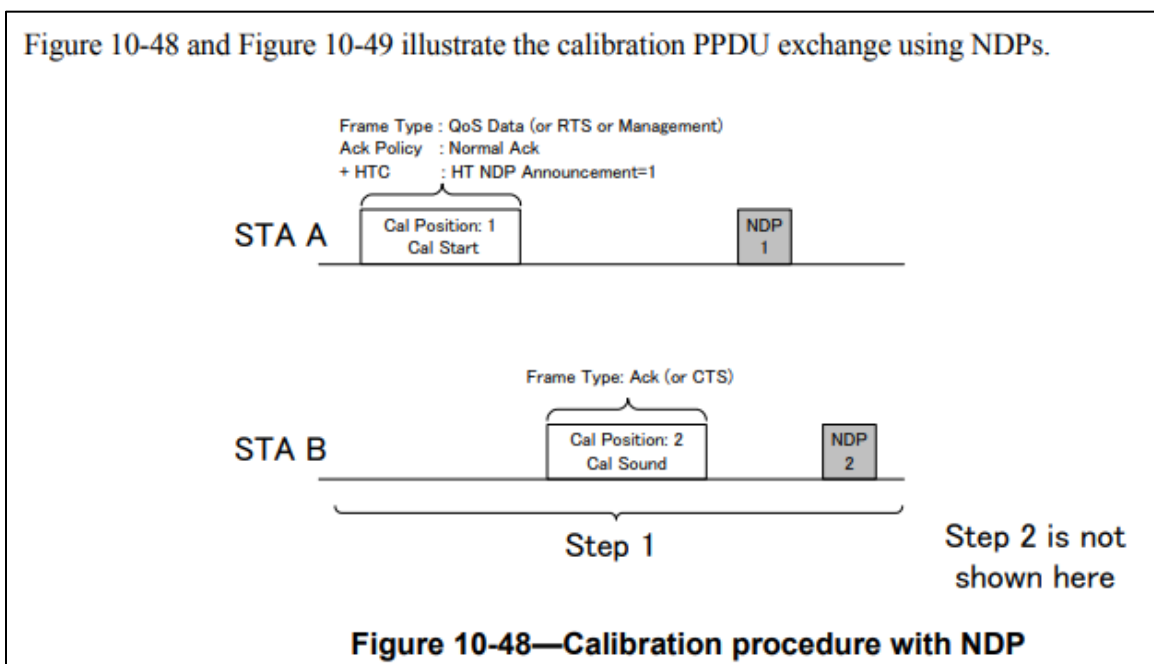 Figure 10-48 and Figure 10-49 illustrate the calibration PPDU exchange using NDPs.
Frame Type : QoS Data (or RTS or Management)
Ack Policy : Normal Ack
+ HTC : HT NDP Announcement=1
STA A
Cal Position: 1
Cal Start
NDP
1
Frame Type: Ack (or CTS)
STA B
Cal Position: 2
Cal Sound
NDP
2
Step 1
Step 2 is not
shown here
Figure 10-48—Calibration procedure with NDP